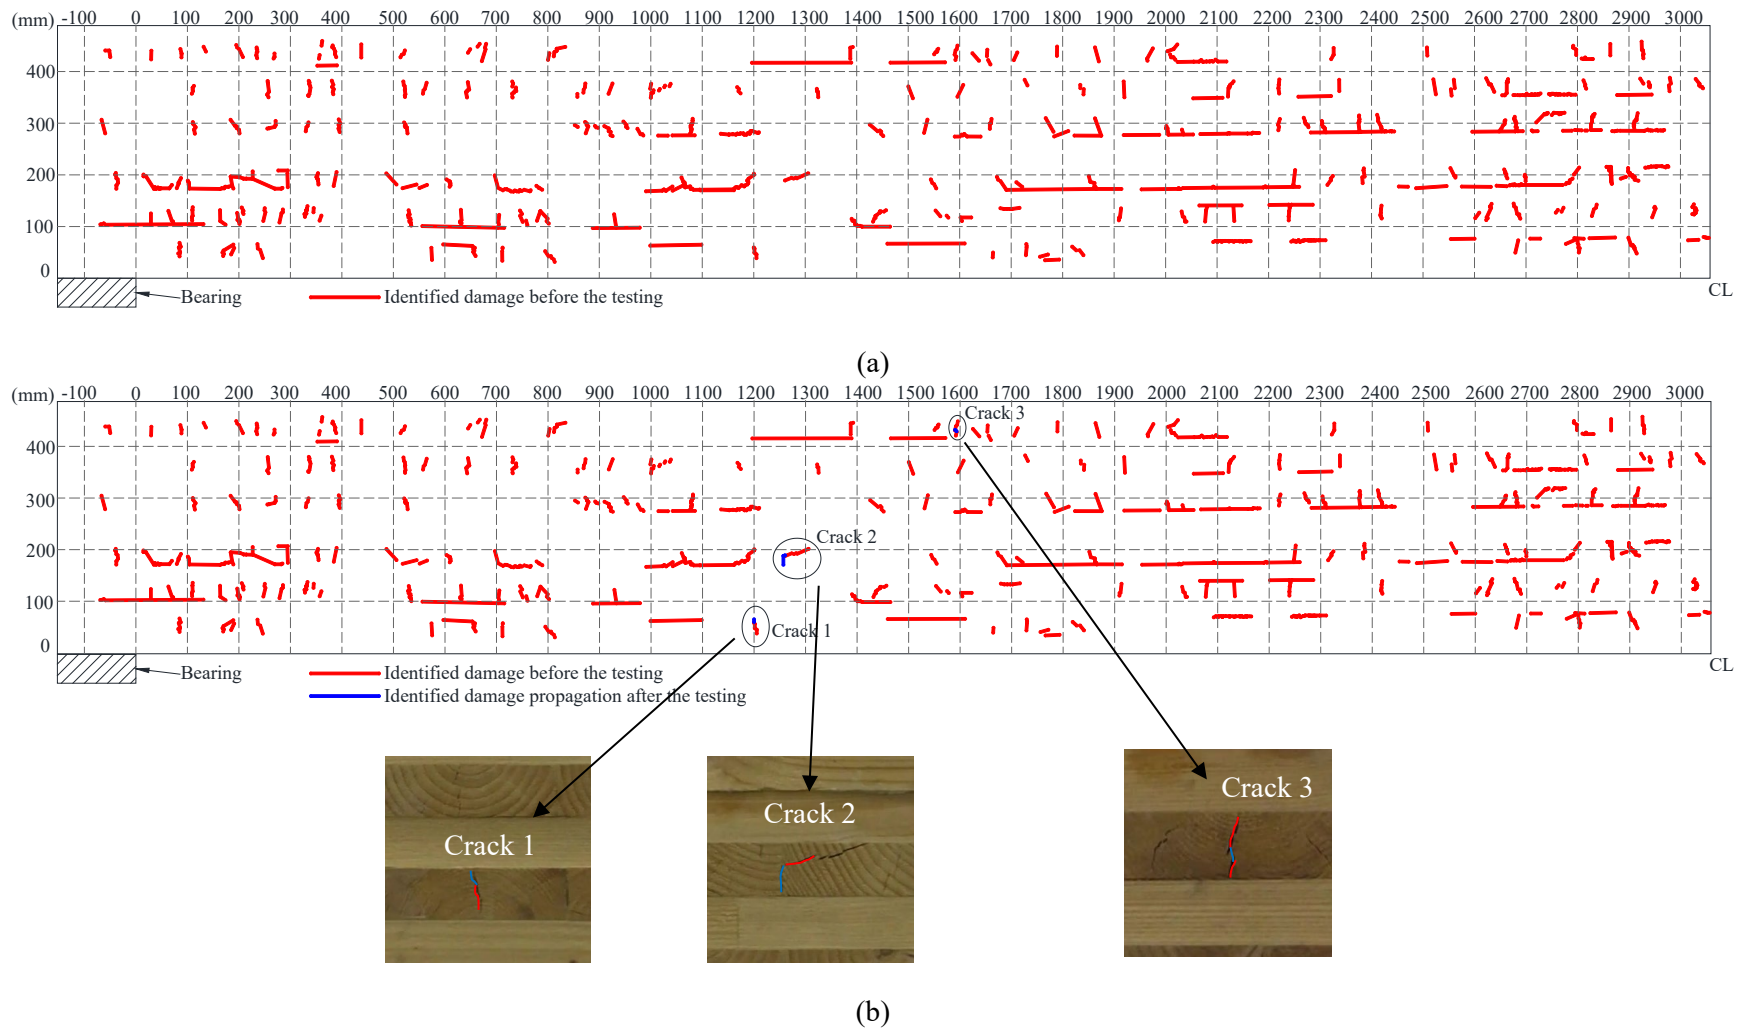 (mm) -100 0 100 200 300 400 500 600 700 800 900 1000 1100 1200 1300 1400 1500 1600 1700 1800 1900 2000 2100 2200 2300 2400 2500 2600 2700 2800 2900 3000
400
300
200
100
0
Bearing
Identified damage before the testing
CL
(a)
(mm) -100 0 100 200 300 400 500 600 700 800 900 1000 1100 1200 1300 1400 1500 1600 1700 1800 1900 2000 2100 2200 2300 2400 2500 2600 2700 2800 2900 3000
Crack 3
400
300
Crack 2
200
100
Crack 1
0
Bearing
Identified damage before the testing
CL
Identified damage propagation after the testing
Crack 1
Crack 2
Crack 3
(b)